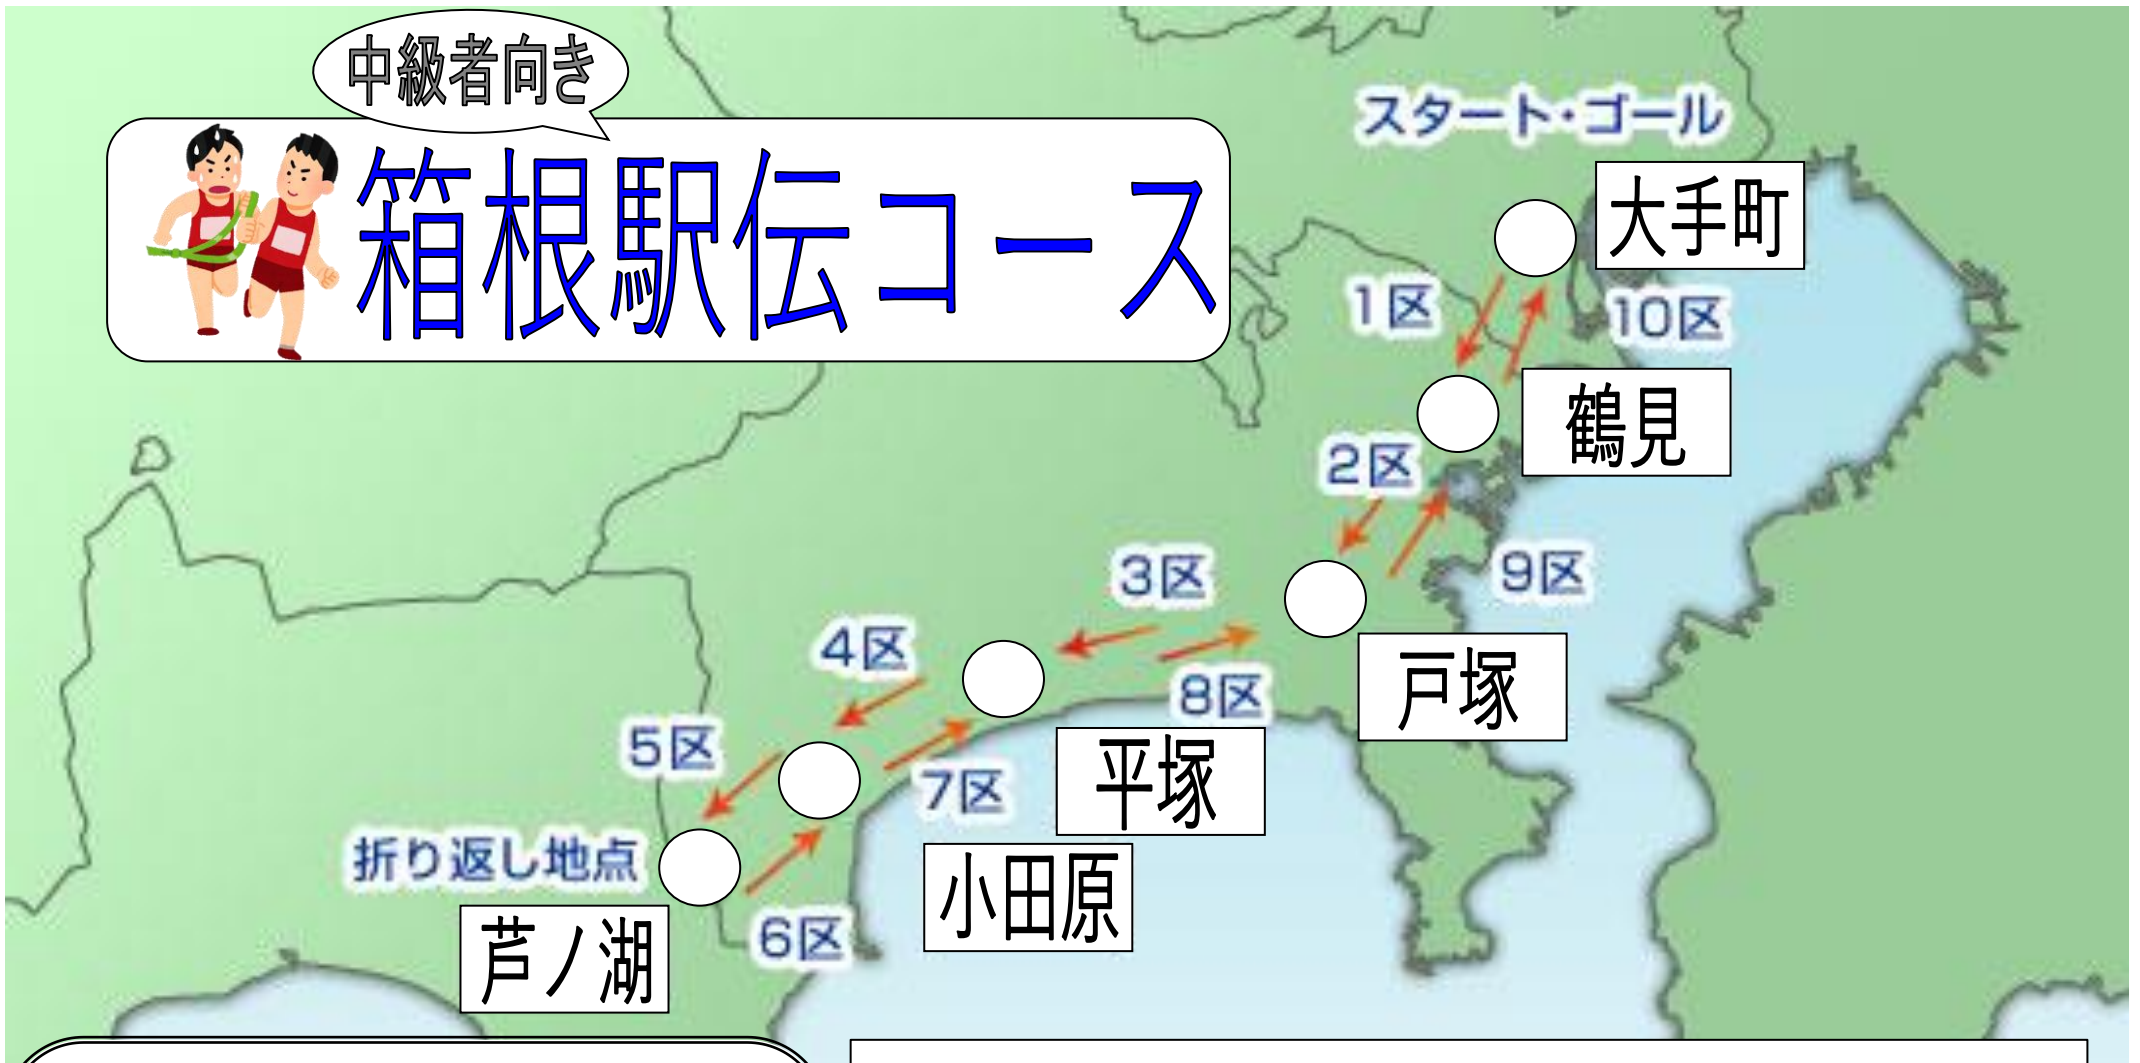 中級者向き
箱根駅伝コース
スタート・ゴール
大手町
1区
10区
鶴見
2区
9区
3区
戸塚
4区
8区
5区
平塚
7区
折り返し地点
小田原
芦ノ湖
6区